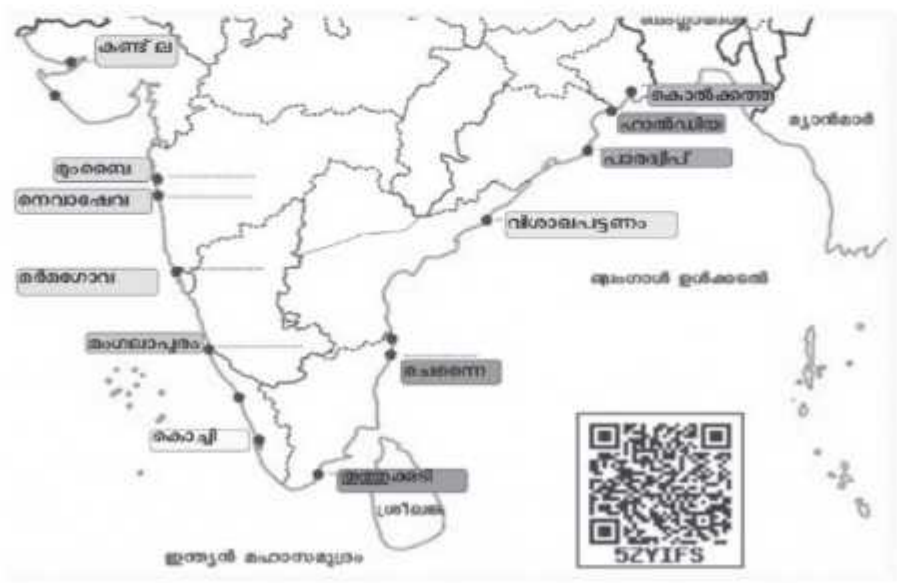 കണ്ട് ല
കൊൽക്കത്ത
ഹാൽഡിയ
മ്യാൻമാർ
പാരദ്വീപ്
മുംബൈ
നെവാഷേവ
വിശാഖപട്ടണം
മർമഗോവ
ബംഗാൾ ഉൾക്കടൽ
മംഗലാപുരം
ചെന്നൈ
കൊച്ചി
തൂത്തുക്കുടി
ശ്രീലങ്ക
ഇന്ത്യൻ മഹാസമുദ്രം
5ZYIFS